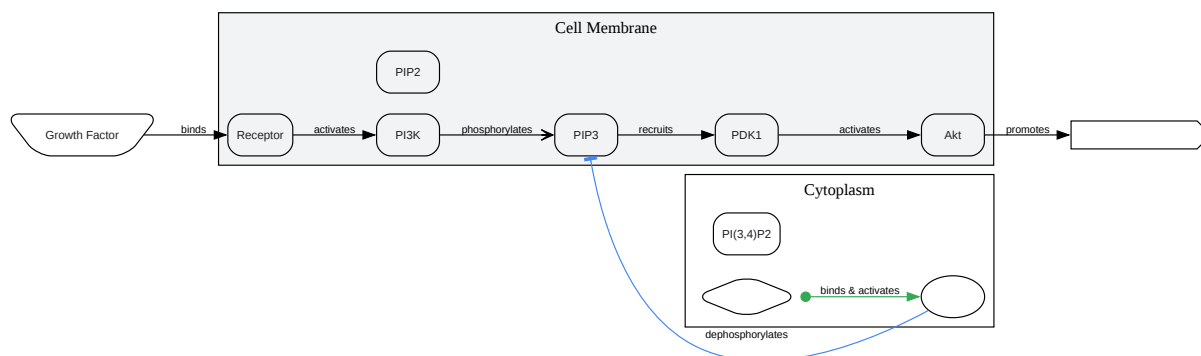 Cell Membrane
PIP2
Growth Factor
binds
Receptor
activates
PI3K
phosphorylates
PIP3
recruits
PDK1
activates
Akt
promotes
Cytoplasm
PI(3,4)P2
binds & activates
dephosphorylates